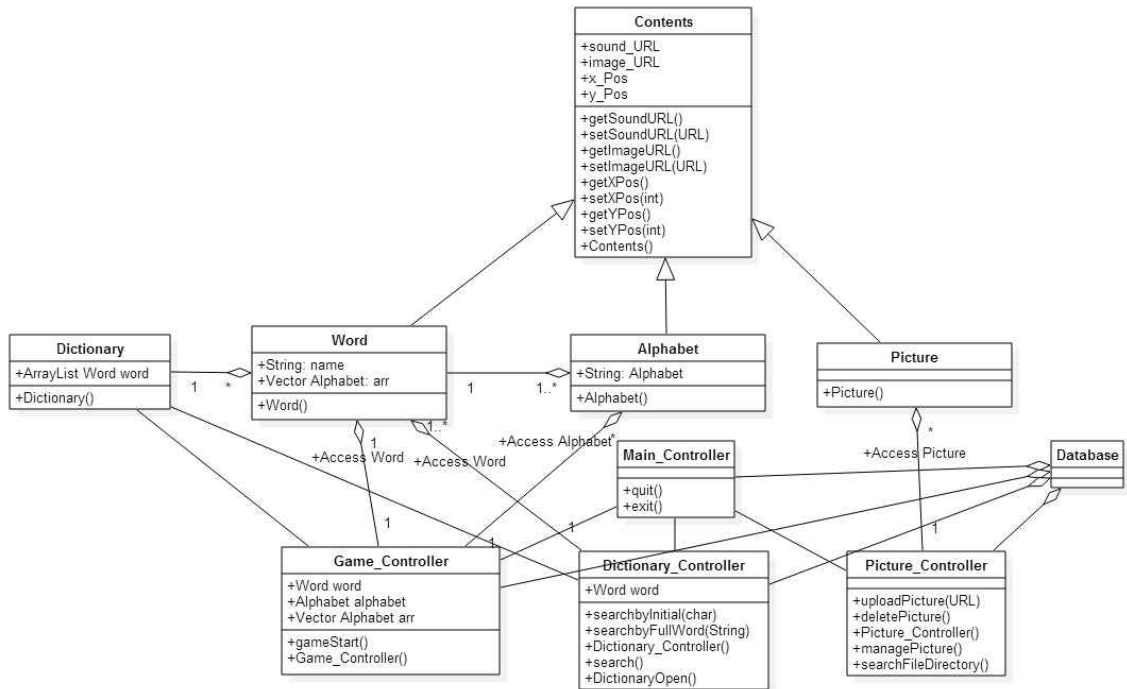 Contents
+sound_URL
+image_URL
+x_Pos
+y_Pos
+getSoundURL()
+setSoundURL(URL)
+getImageURL()
+setImageURL(URL)
+getXPos()
+setXPos(int)
+getYPos()
+setYPos(int)
+Contents()
Dictionary
+ArrayList Word word
+Dictionary()
1
*
Word
+String: name
+Vector Alphabet: arr
+Word()
1
1..*
Alphabet
+String: Alphabet
+Alphabet()
Picture
+Picture()
1
+Access Word
1
1..*
+Access Word
+Access Alphabet
*
1
Main_Controller
+quit()
+exit()
*
+Access Picture
1
Database
1
Game_Controller
+Word word
+Alphabet alphabet
+Vector Alphabet arr
+gameStart()
+Game_Controller()
Dictionary_Controller
+Word word
+searchbyInitial(char)
+searchbyFullWord(String)
+Dictionary_Controller()
+search()
+DictionaryOpen()
Picture_Controller
+uploadPicture(URL)
+deletePicture()
+Picture_Controller()
+managePicture()
+searchFileDirectory()